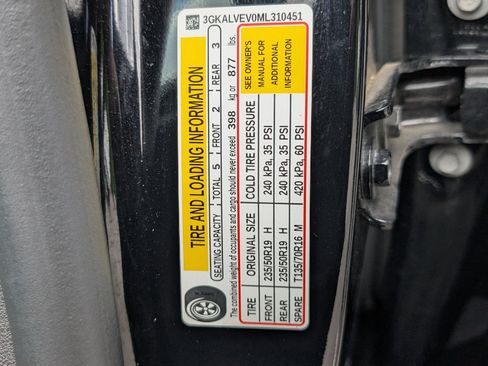 3GKALVEV0ML310451
TIRE AND LOADING INFORMATION
SEATING CAPACITY TOTAL 5 FRONT 2 REAR 3
The combined weight of occupants and cargo should never exceed 398 kg or 877 lbs.
TIRE ORIGINAL SIZE COLD TIRE PRESSURE
FRONT 235/50R19 H 240 kPa, 35 PSI
REAR 235/50R19 H 240 kPa, 35 PSI
SPARE T135/70R16 M 420 kPa, 60 PSI
SEE OWNER'S
MANUAL FOR
ADDITIONAL
INFORMATION